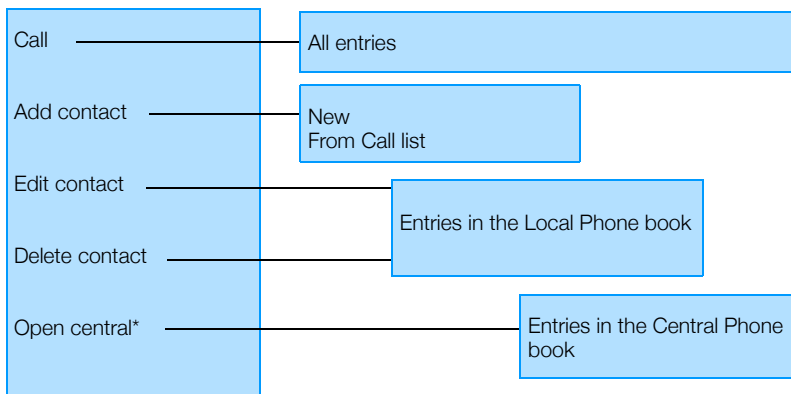 Call
All entries
Add contact
New
From Call list
Edit contact
Entries in the Local Phone book
Delete contact
Open central*
Entries in the Central Phone
book